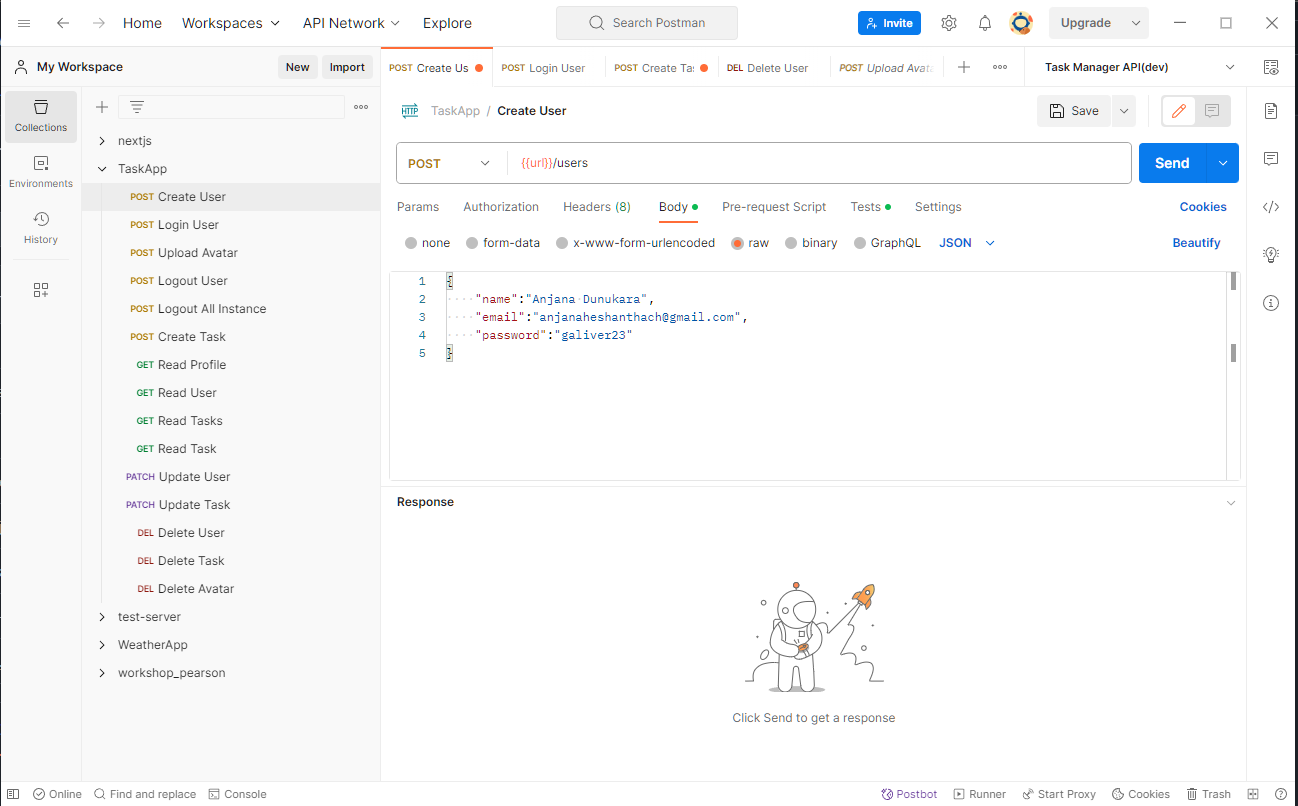 Home Workspaces API Network Explore Search Postman Invite Upgrade
My Workspace New Import
POST Create Us POST Login User POST Create Tas DEL Delete User POST Upload Avata Task Manager API(dev)
Collections
Environments
History
nextjs
TaskApp
POST Create User
POST Login User
POST Upload Avatar
POST Logout User
POST Logout All Instance
POST Create Task
GET Read Profile
GET Read User
GET Read Tasks
GET Read Task
PATCH Update User
PATCH Update Task
DEL Delete User
DEL Delete Task
DEL Delete Avatar
test-server
WeatherApp
workshop_pearson
HTTP TaskApp / Create User Save
POST {{url}}/users Send
Params Authorization Headers (8) Body Pre-request Script Tests Settings Cookies
none form-data x-www-form-urlencoded raw binary GraphQL JSON Beautify
1 {
2 "name":"Anjana Dunukara",
3 "email":"anjanaheshanthach@gmail.com",
4 "password":"galiver23"
5 }
Response
Click Send to get a response
Online Find and replace Console Postbot Runner Start Proxy Cookies Trash